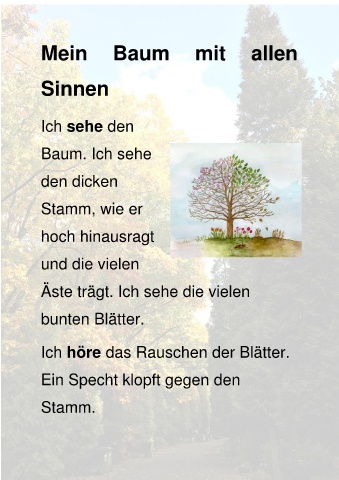 Mein Baum mit allen
Sinnen
Ich sehe den
Baum. Ich sehe
den dicken
Stamm, wie er
hoch hinausragt
und die vielen
Äste trägt. Ich sehe die vielen
bunten Blätter.
Ich höre das Rauschen der Blätter.
Ein Specht klopft gegen den
Stamm.